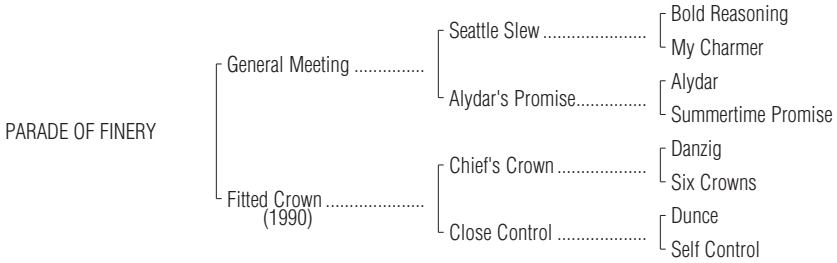 Bold Reasoning
Seattle Slew ......................
My Charmer
General Meeting ...............
Alydar
Alydar's Promise...............
Summertime Promise
PARADE OF FINERY
Danzig
Chief's Crown ...................
Six Crowns
Fitted Crown .....................
(1990)
Dunce
Close Control ...................
Self Control